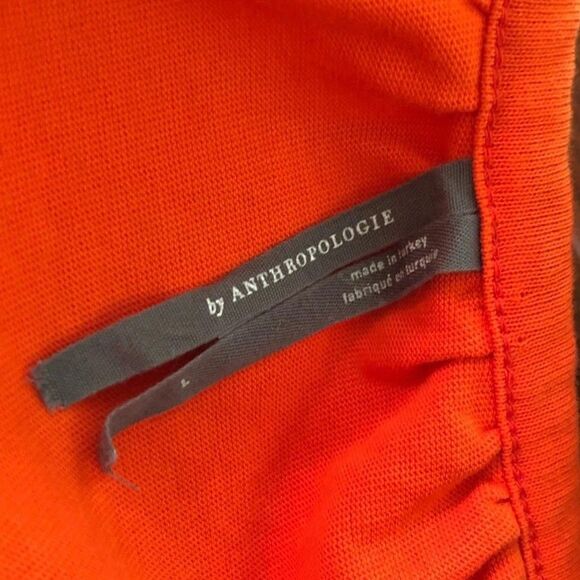 by ANTHROPOLOGIE
made in turkey
fabriqué en turquie
L